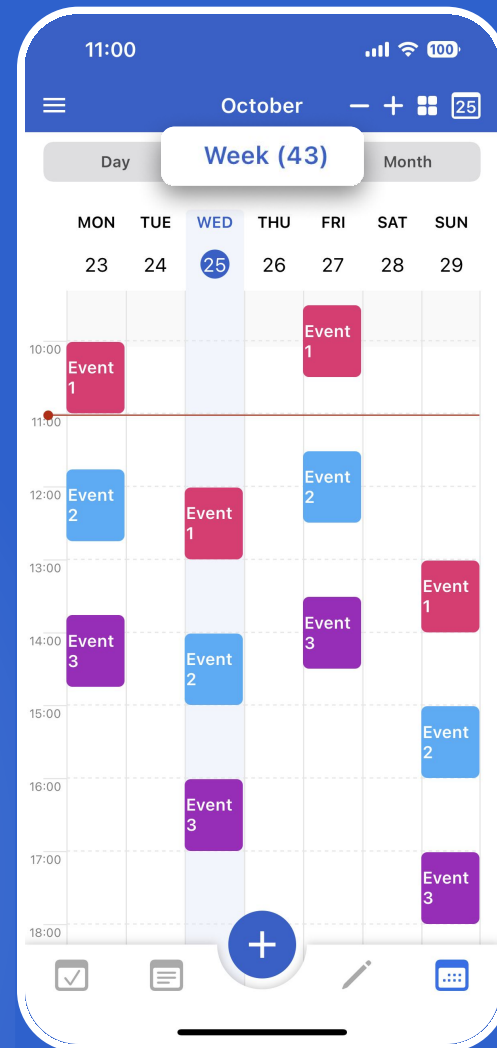 11:00
100
October
25
Day
Week (43)
Month
MON TUE WED THU FRI SAT SUN
23 24 25 26 27 28 29
Event
1
10:00
Event
1
11:00
Event
2
12:00
Event
2
Event
1
13:00
Event
1
Event
3
14:00
Event
3
Event
2
15:00
Event
2
16:00
Event
3
17:00
Event
3
18:00